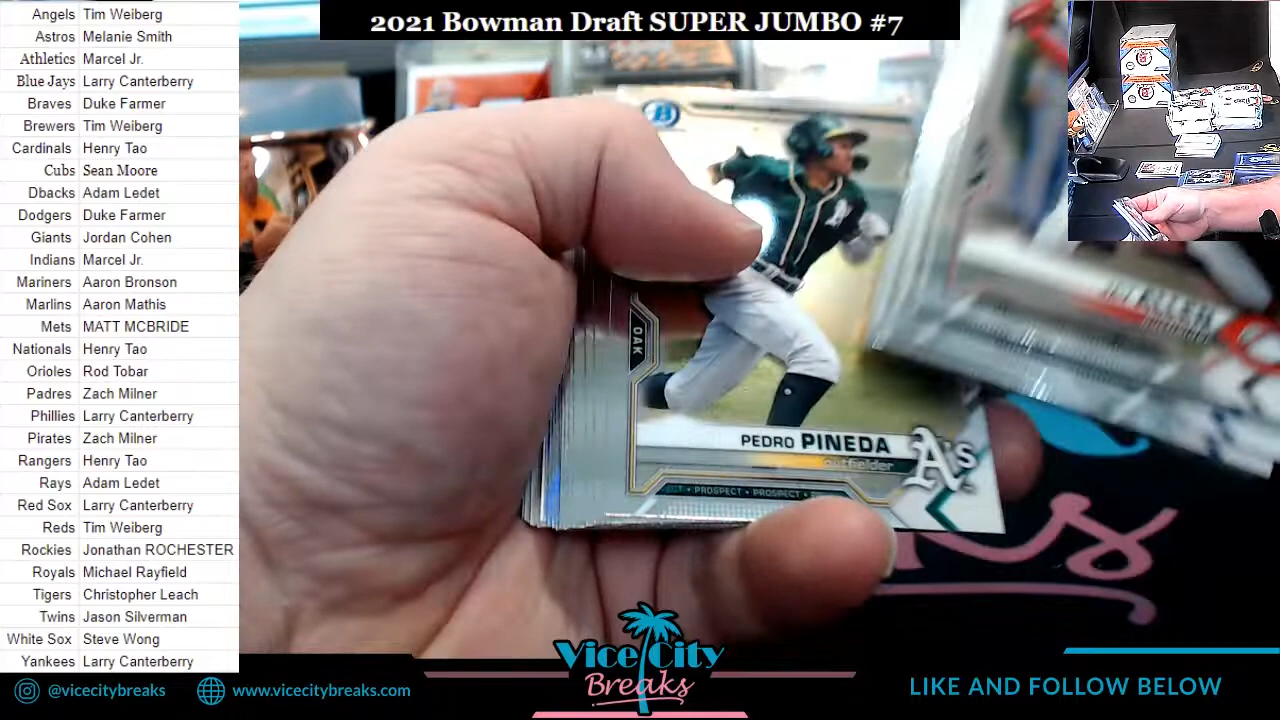 2021 Bowman Draft SUPER JUMBO #7
Angels Tim Weiberg
Astros Melanie Smith
Athletics Marcel Jr.
Blue Jays Larry Canterberry
Braves Duke Farmer
Brewers Tim Weiberg
Cardinals Henry Tao
Cubs Sean Moore
Dbacks Adam Ledet
Dodgers Duke Farmer
Giants Jordan Cohen
Indians Marcel Jr.
Mariners Aaron Bronson
Marlins Aaron Mathis
Mets MATT MCBRIDE
Nationals Henry Tao
Orioles Rod Tobar
Padres Zach Milner
Phillies Larry Canterberry
Pirates Zach Milner
Rangers Henry Tao
Rays Adam Ledet
Red Sox Larry Canterberry
Reds Tim Weiberg
Rockies Jonathan ROCHESTER
Royals Michael Rayfield
Tigers Christopher Leach
Twins Jason Silverman
White Sox Steve Wong
Yankees Larry Canterberry
B
OAK
PEDRO PINEDA
outfielder
A's
PROSPECT • PROSPECT
@vicecitybreaks
www.vicecitybreaks.com
Vice City
Breaks
LIKE AND FOLLOW BELOW